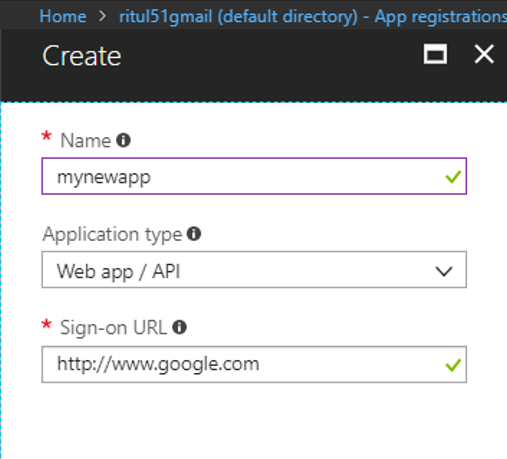 Home > ritul51gmail (default directory) - App registrations
Create
* Name
mynewapp
Application type
Web app / API
* Sign-on URL
http://www.google.com